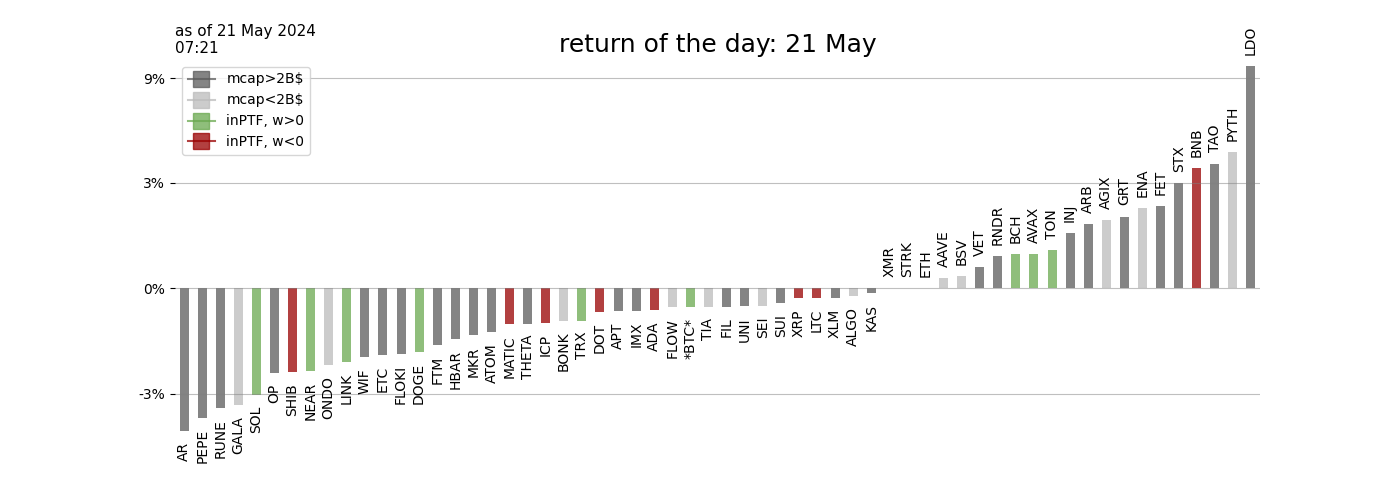 as of 21 May 2024
07:21
return of the day: 21 May
mcap>2B$
mcap<2B$
inPTF, w>0
inPTF, w<0
9%
3%
0%
-3%
AR
PEPE
RUNE
GALA
SOL
OP
SHIB
NEAR
ONDO
LINK
WIF
ETC
FLOKI
DOGE
FTM
HBAR
MKR
ATOM
MATIC
THETA
ICP
BONK
TRX
DOT
APT
IMX
ADA
FLOW
*BTC*
TIA
FIL
UNI
SEI
SUI
XRP
LTC
XLM
ALGO
KAS
XMR
STRK
ETH
AAVE
BSV
VET
RNDR
BCH
AVAX
TON
INJ
ARB
AGIX
GRT
ENA
FET
STX
BNB
TAO
PYTH
LDO